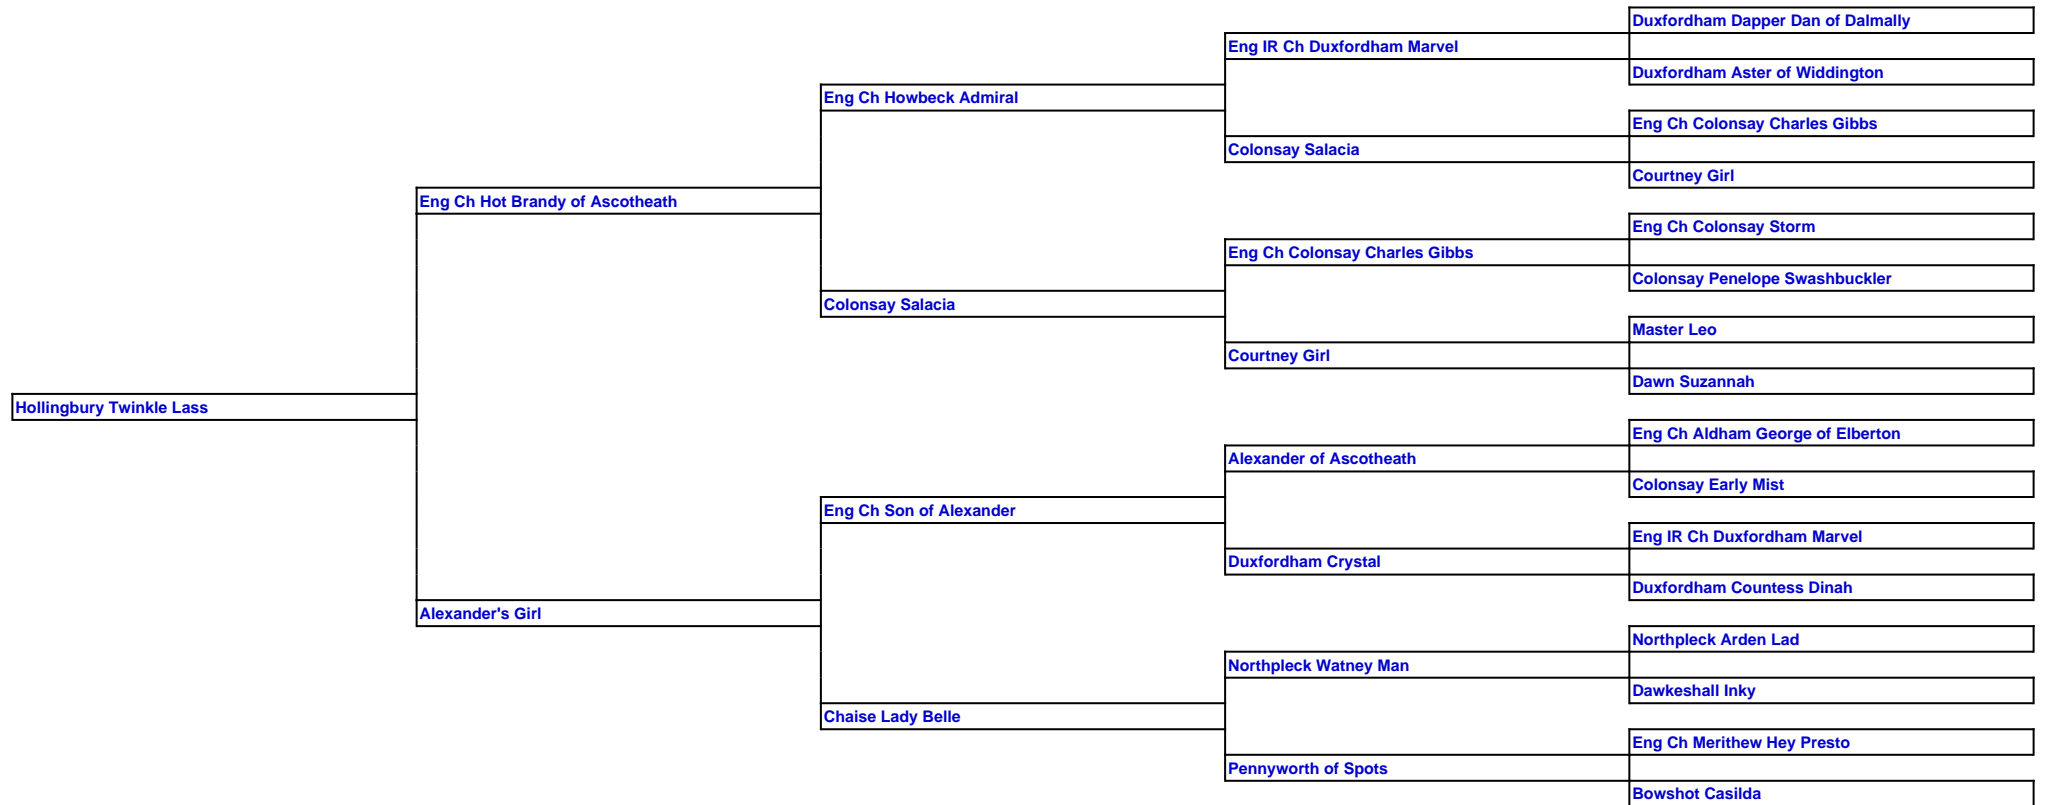 Duxfordham Dapper Dan of Dalmally
Eng IR Ch Duxfordham Marvel
Duxfordham Aster of Widdington
Eng Ch Howbeck Admiral
Eng Ch Colonsay Charles Gibbs
Colonsay Salacia
Courtney Girl
Eng Ch Hot Brandy of Ascotheath
Eng Ch Colonsay Storm
Eng Ch Colonsay Charles Gibbs
Colonsay Penelope Swashbuckler
Colonsay Salacia
Master Leo
Courtney Girl
Dawn Suzannah
Hollingbury Twinkle Lass
Eng Ch Aldham George of Elberton
Alexander of Ascotheath
Colonsay Early Mist
Eng Ch Son of Alexander
Eng IR Ch Duxfordham Marvel
Duxfordham Crystal
Duxfordham Countess Dinah
Alexander's Girl
Northpleck Arden Lad
Northpleck Watney Man
Dawkeshall Inky
Chaise Lady Belle
Eng Ch Merithew Hey Presto
Pennyworth of Spots
Bowshot Casilda